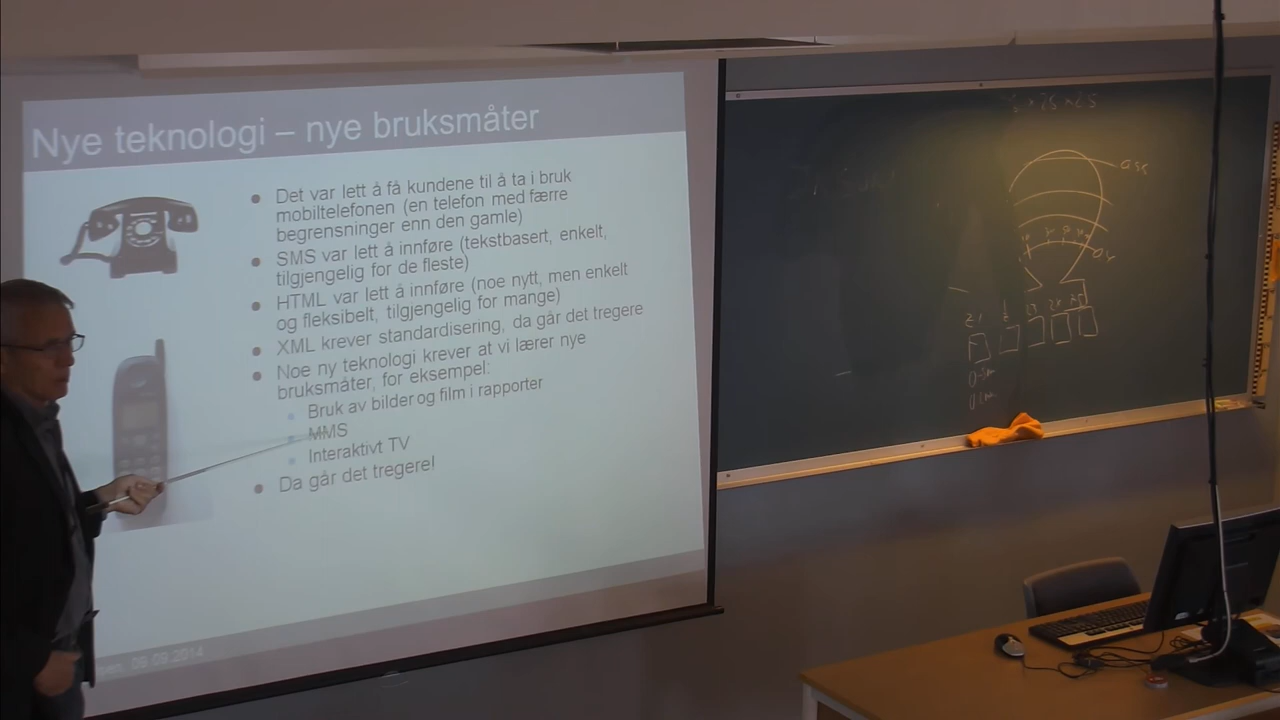 Nye teknologi – nye bruksmåter
Det var lett å få kundene til å ta i bruk
mobiltelefonen (en telefon med færre
begrensninger enn den gamle)
SMS var lett å innføre (tekstbasert, enkelt,
tilgjengelig for de fleste)
HTML var lett å innføre (noe nytt, men enkelt
og fleksibelt, tilgjengelig for mange)
XML krever standardisering, da går det tregere
Noe ny teknologi krever at vi lærer nye
bruksmåter, for eksempel:
Bruk av bilder og film i rapporter
MMS
Interaktivt TV
Da går det tregere!
09.09.2014